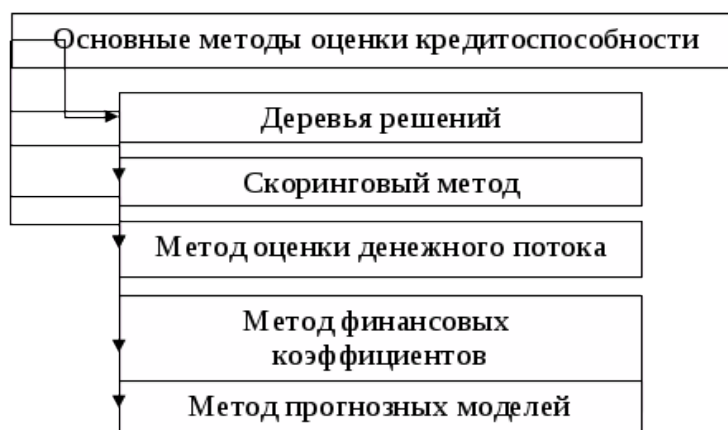 Основные методы оценки кредитоспособности
Деревья решений
Скоринговый метод
Метод оценки денежного потока
Метод финансовых
коэффициентов
Метод прогнозных моделей